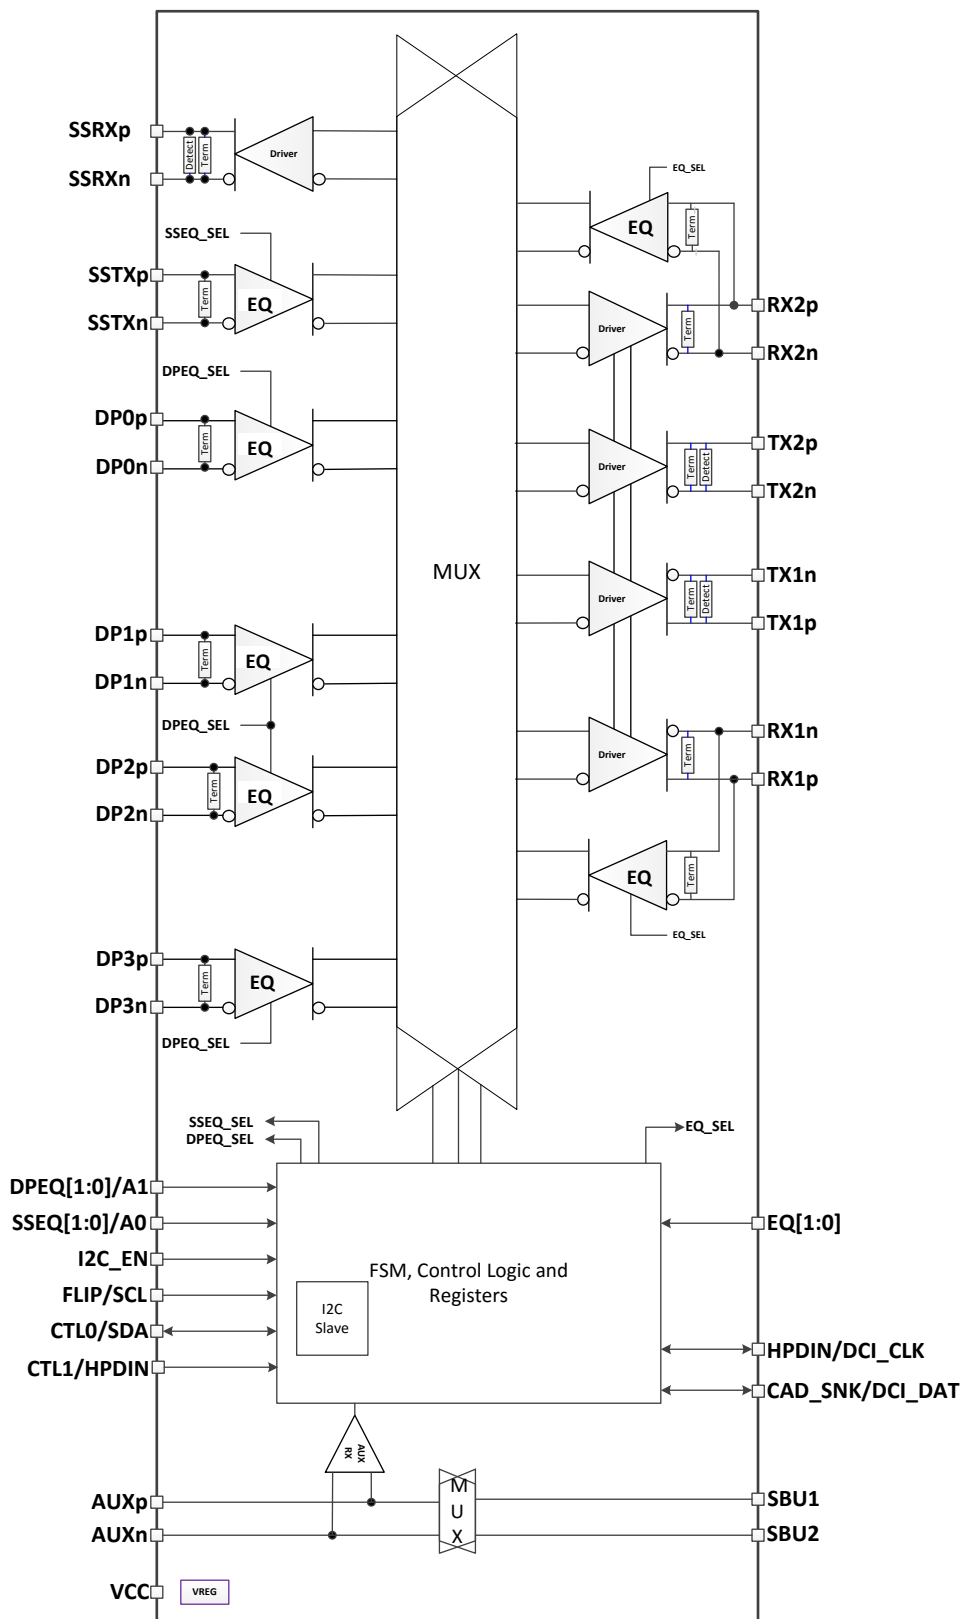 SSRXp
Detect
Term
Driver
SSRXn
EQ_SEL
Term
EQ
SSEQ_SEL
SSTXp
Term
EQ
SSTXn
RX2p
Driver
Term
RX2n
DPEQ_SEL
DP0p
Term
EQ
DP0n
TX2p
Driver
Term
Detect
TX2n
MUX
TX1n
Driver
Term
Detect
TX1p
DP1p
Term
EQ
DP1n
DPEQ_SEL
RX1n
Driver
Term
RX1p
DP2p
Term
EQ
DP2n
EQ
Term
EQ_SEL
DP3p
Term
EQ
DP3n
DPEQ_SEL
SSEQ_SEL
DPEQ_SEL
EQ_SEL
DPEQ[1:0]/A1
SSEQ[1:0]/A0
EQ[1:0]
I2C_EN
FSM, Control Logic and
Registers
FLIP/SCL
I2C
Slave
CTL0/SDA
HPDIN/DCI_CLK
CTL1/HPDIN
CAD_SNK/DCI_DAT
AUX
RX
AUXp
MUX
SBU1
AUXn
SBU2
VCC
VREG